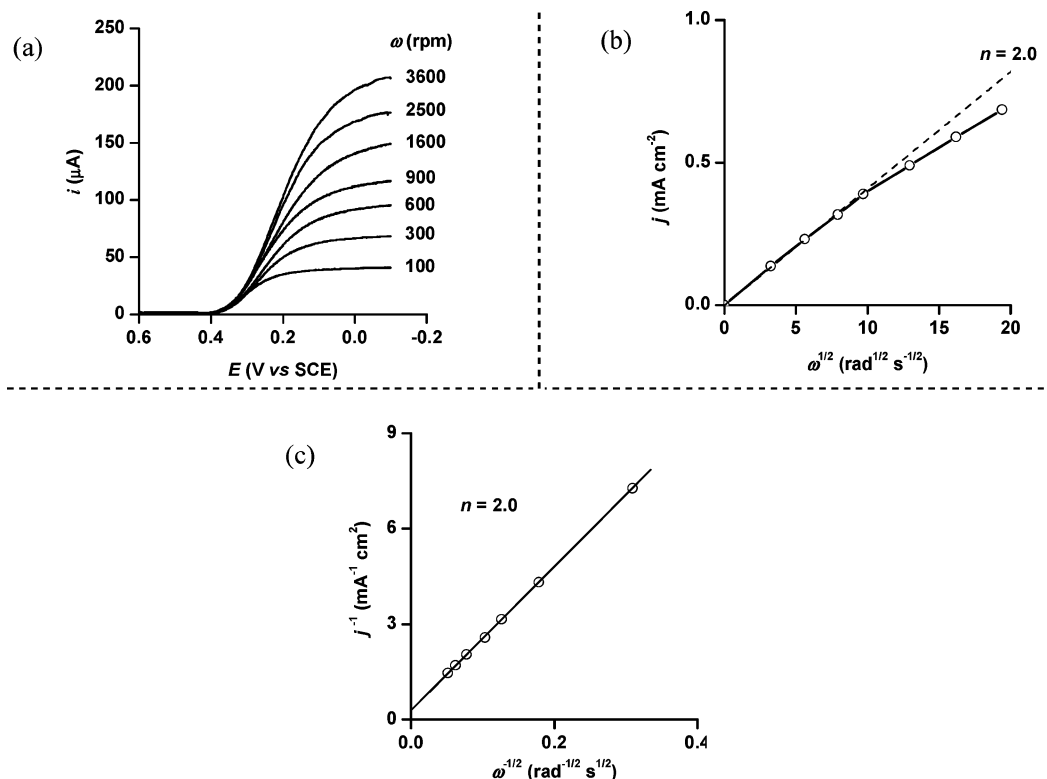 (a)
250
200
150
100
50
0
i (μA)
ω (rpm)
3600
2500
1600
900
600
300
100
0.6
0.4
0.2
0.0
-0.2
E (V vs SCE)
(b)
1.0
0.5
0.0
j (mA cm-2)
n = 2.0
0
5
10
15
20
ω1/2 (rad1/2 s-1/2)
(c)
9
6
3
0
j -1 (mA-1 cm2)
n = 2.0
0.0
0.2
0.4
ω-1/2 (rad-1/2 s1/2)